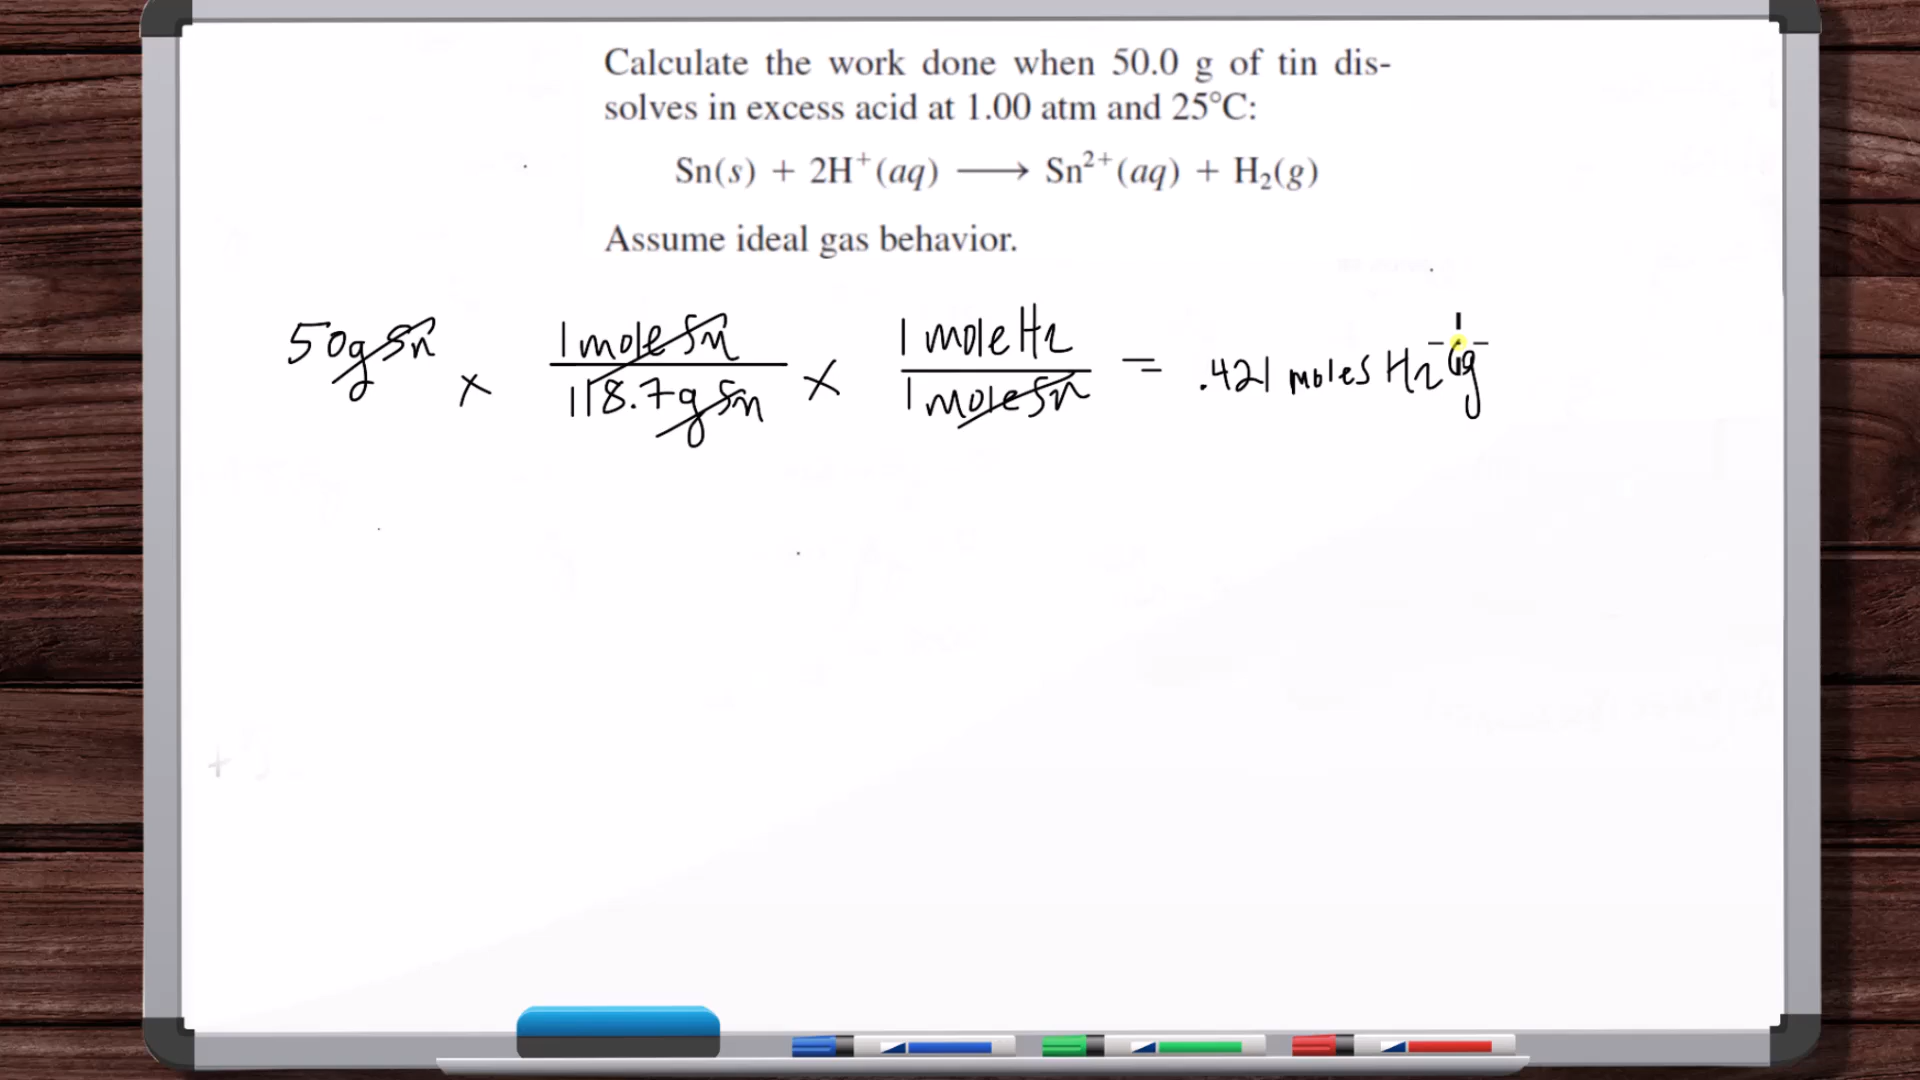 Calculate the work done when 50.0 g of tin dis-
solves in excess acid at 1.00 atm and 25°C:
Sn(s) + 2H⁺(aq) ⟶ Sn²⁺(aq) + H₂(g)
Assume ideal gas behavior.
50g Sn × 1 mole Sn / 118.7g Sn × 1 mole H2 / 1 mole Sn = .421 moles H2 (g